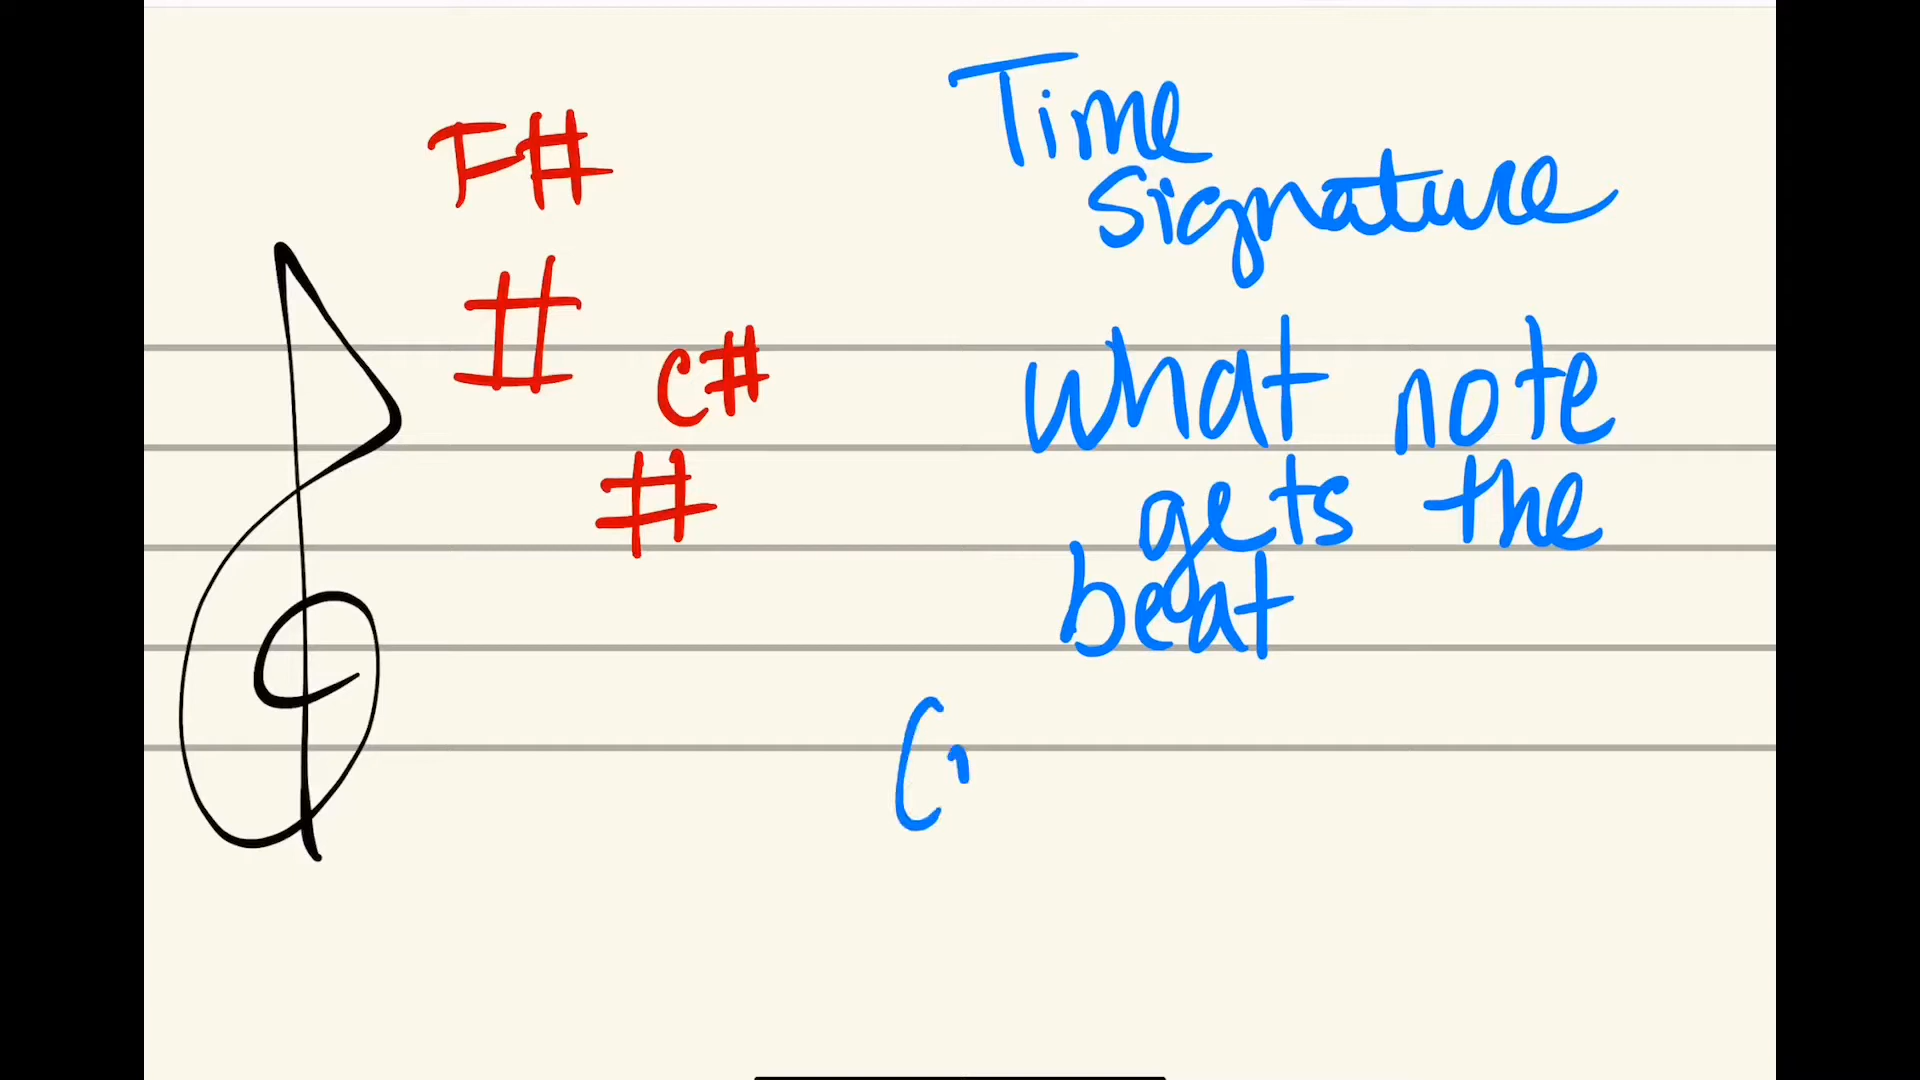 F#
#
C#
#
Time
Signature
what note
gets the
beat
(